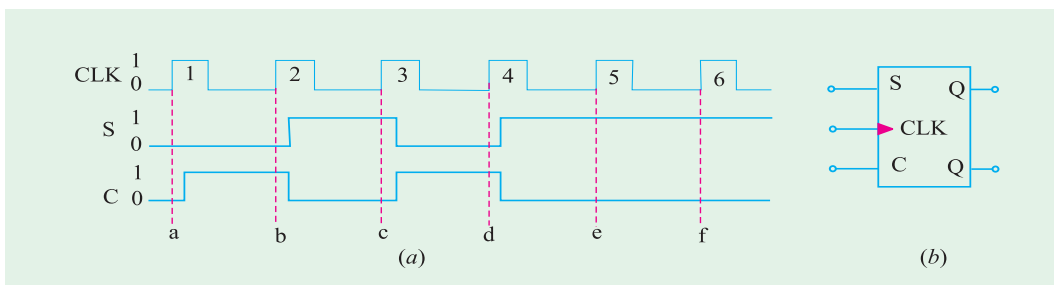 CLK 1 0 1 2 3 4 5 6
S 1 0
C 1 0
a b c d e f
(a)
S Q
CLK
C Q
(b)